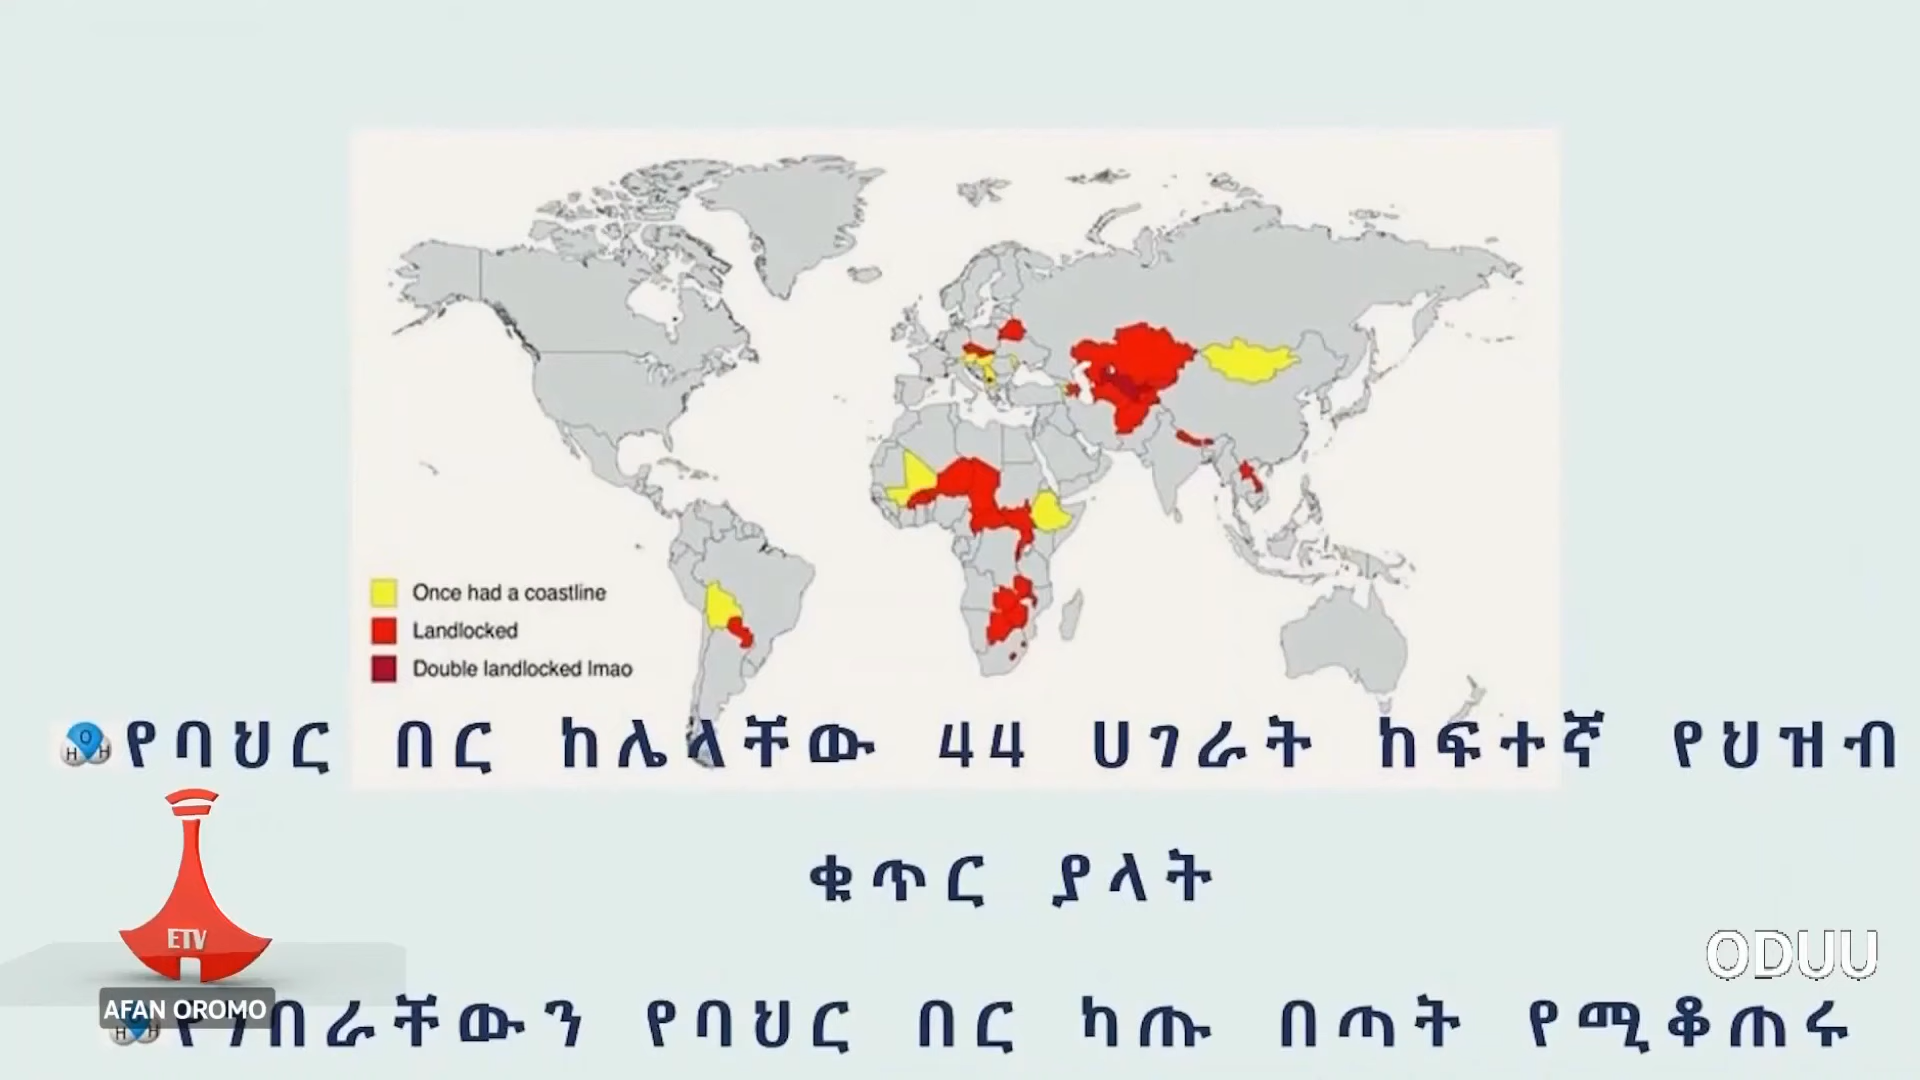 Once had a coastline
Landlocked
Double landlocked lmao
የባህር በር ከሌላቸው 44 ሀገራት ከፍተኛ የህዝብ
ቁጥር ያላት
ETV
ODUU
AFAN OROMO
የነበራቸውን የባህር በር ካጡ በጣት የሚቆጠሩ